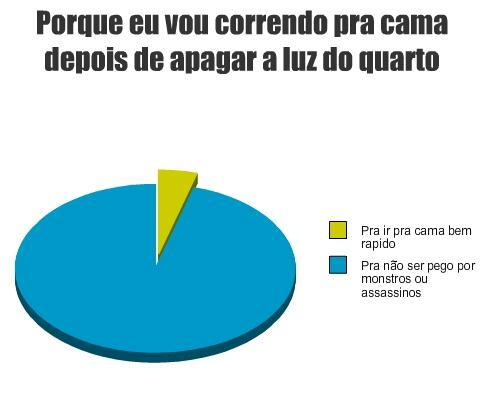 Porque eu vou correndo pra cama
depois de apagar a luz do quarto
Pra ir pra cama bem
rapido
Pra não ser pego por
monstros ou
assassinos